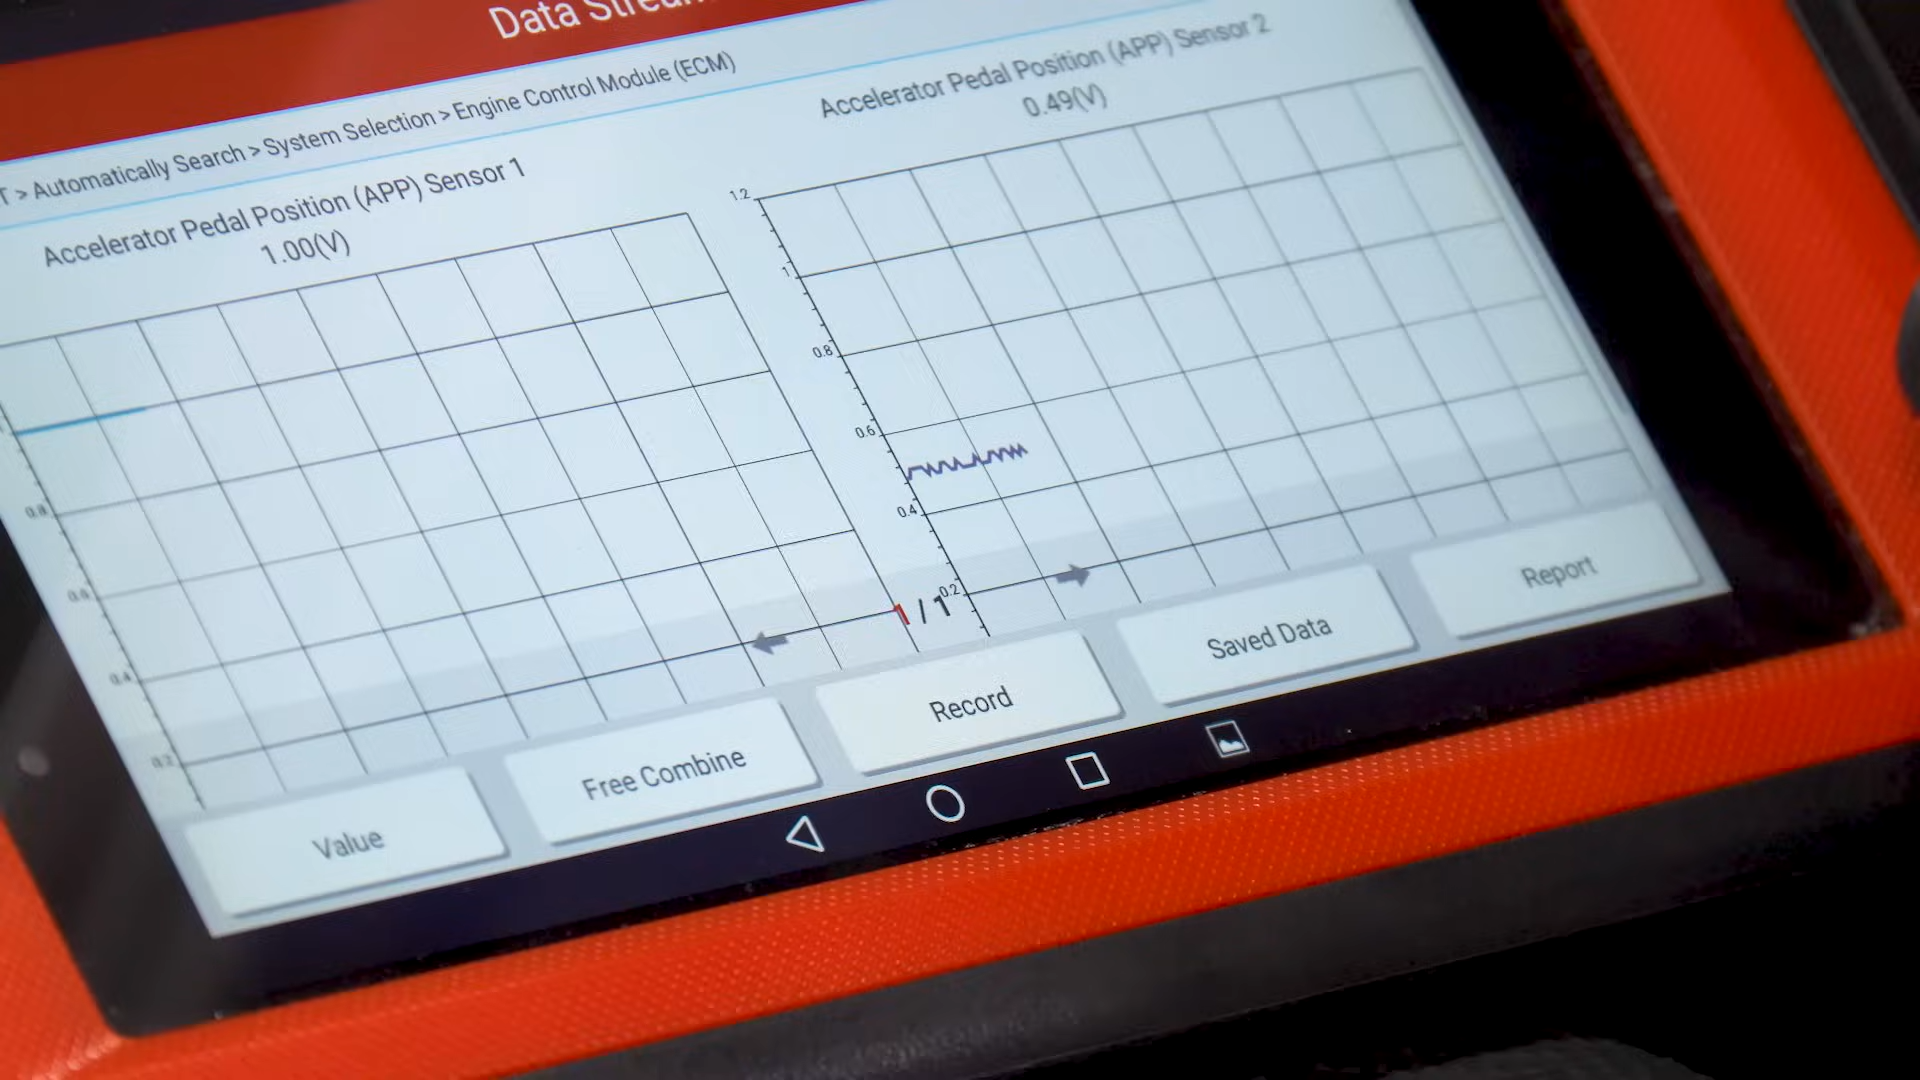 Data Stream
T > Automatically Search > System Selection > Engine Control Module (ECM)
Accelerator Pedal Position (APP) Sensor 1
1.00(V)
Accelerator Pedal Position (APP) Sensor 2
0.49(V)
0.8
0.6
0.4
0.2
1.2
1
0.8
0.6
0.4
0.2
1 / 1
Value
Free Combine
Record
Saved Data
Report